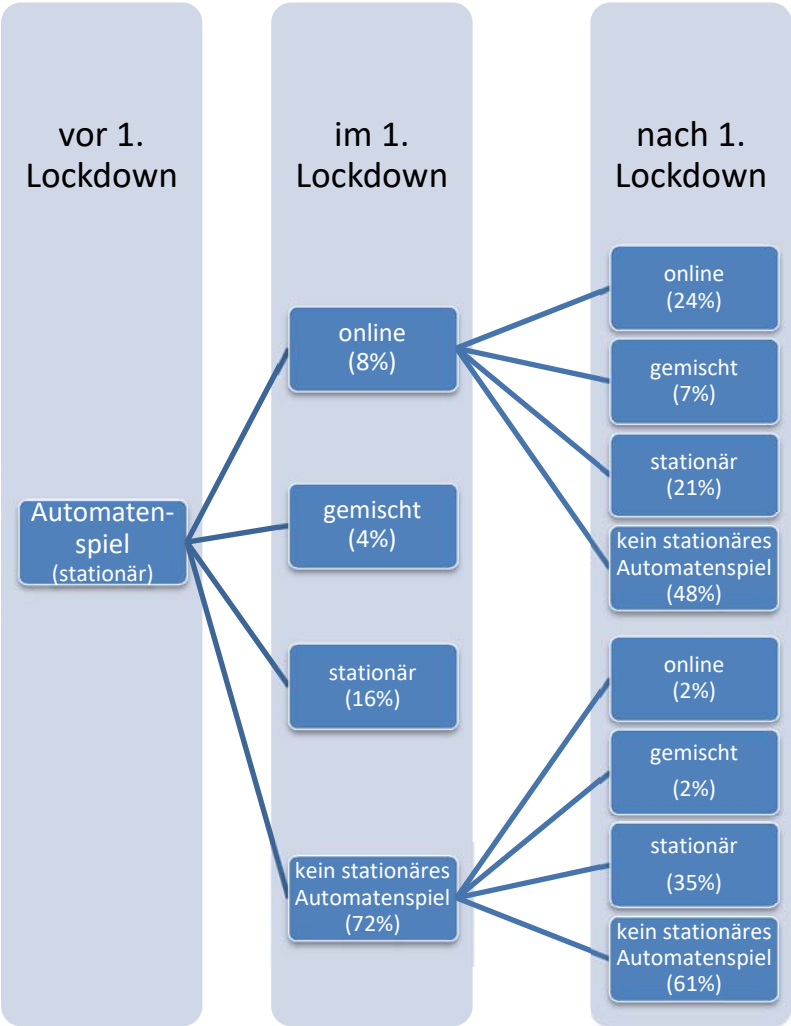 vor 1.
Lockdown
im 1.
Lockdown
nach 1.
Lockdown
Automaten-
spiel
(stationär)
online
(8%)
gemischt
(4%)
stationär
(16%)
kein stationäres
Automatenspiel
(72%)
online
(24%)
gemischt
(7%)
stationär
(21%)
kein stationäres
Automatenspiel
(48%)
online
(2%)
gemischt
(2%)
stationär
(35%)
kein stationäres
Automatenspiel
(61%)